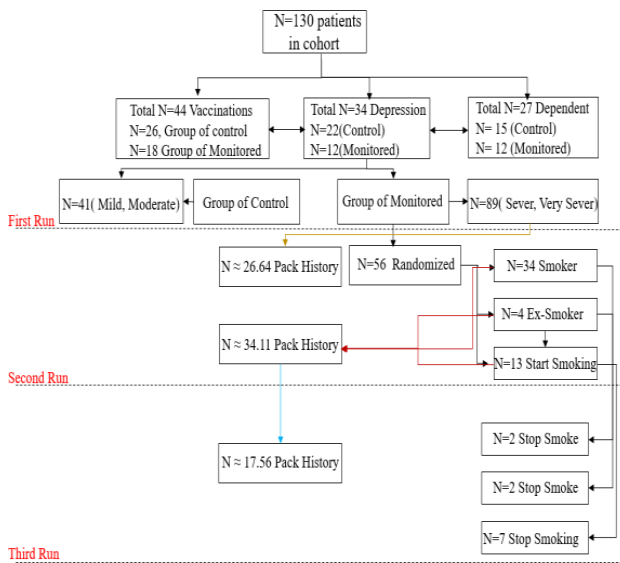 N=130 patients
in cohort
Total N=44 Vaccinations
N=26, Group of control
N=18 Group of Monitored
Total N=34 Depression
N=22(Control)
N=12(Monitored)
Total N=27 Dependent
N= 15 (Control)
N= 12 (Monitored)
N=41( Mild, Moderate)
Group of Control
Group of Monitored
N=89( Sever, Very Sever)
First Run
N ≈ 26.64 Pack History
N=56 Randomized
N=34 Smoker
N=4 Ex-Smoker
N ≈ 34.11 Pack History
N=13 Start Smoking
Second Run
N=2 Stop Smoke
N ≈ 17.56 Pack History
N=2 Stop Smoke
N=7 Stop Smoking
Third Run